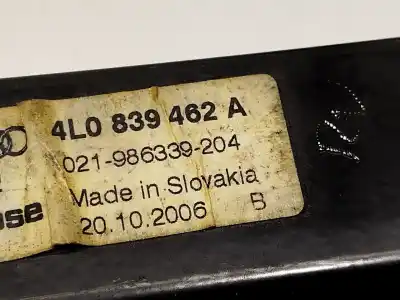 4L0 839 462 A
021-986339-204
Made in Slovakia
20.10.2006 B